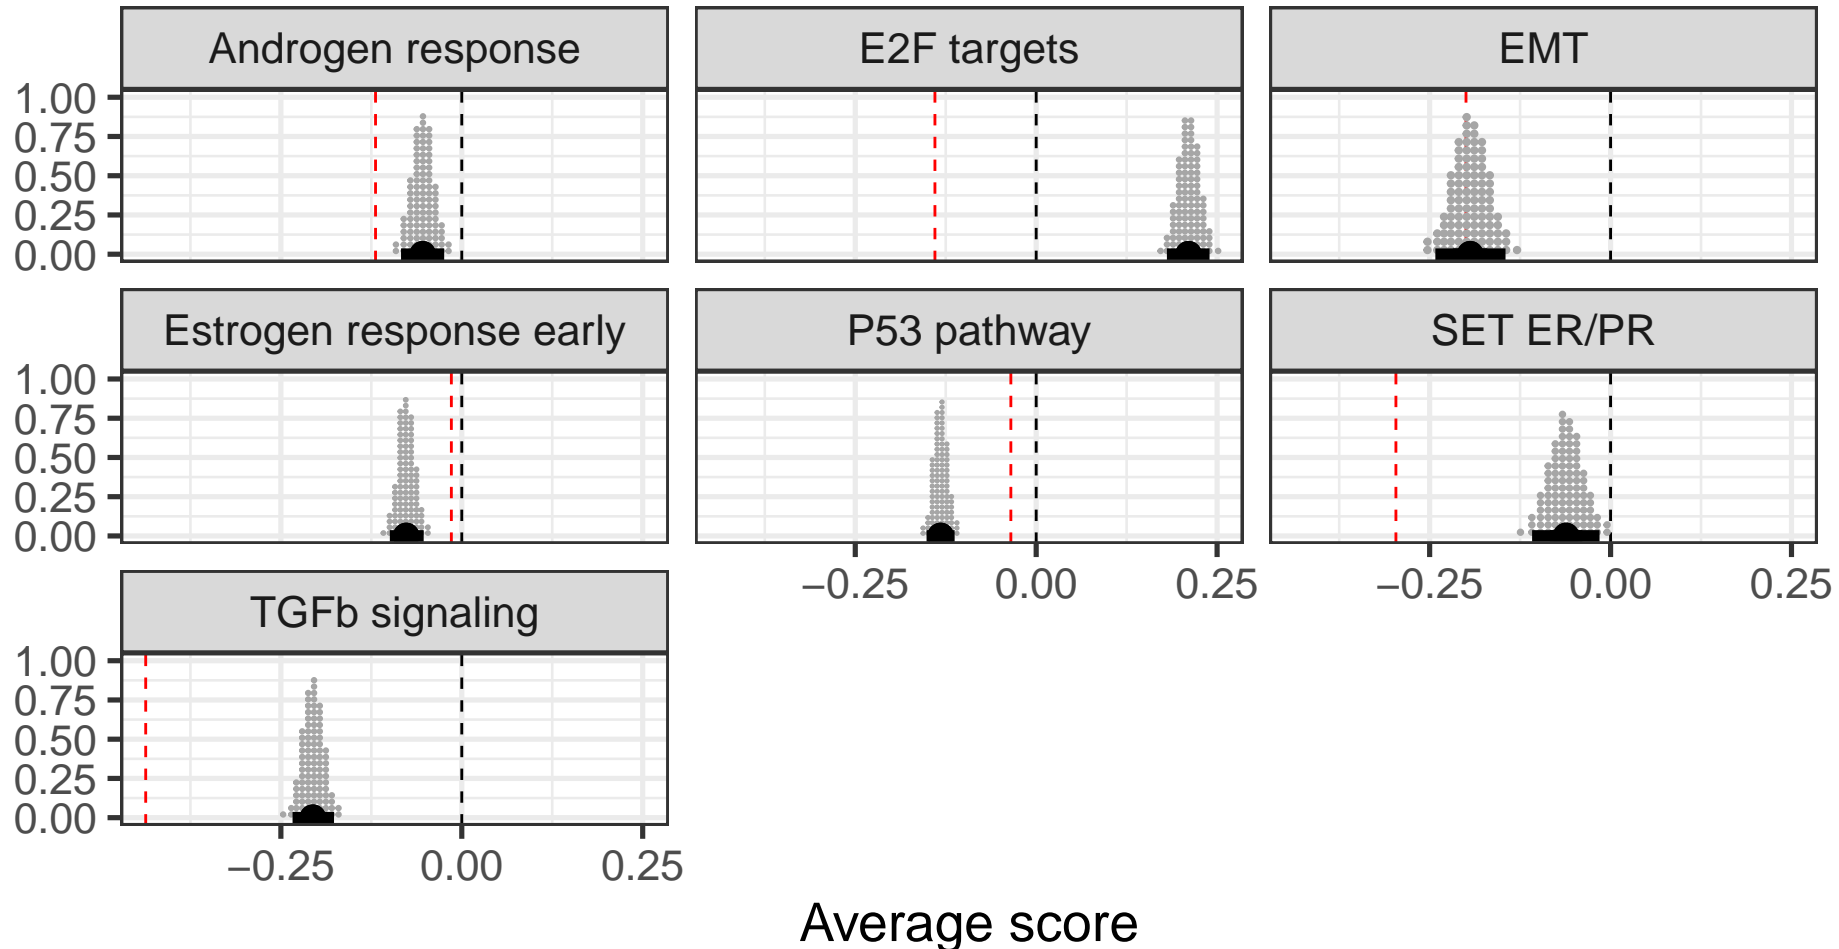 Androgen response
E2F targets
EMT
1.00
0.75
0.50
0.25
0.00
Estrogen response early
P53 pathway
SET ER/PR
1.00
0.75
0.50
0.25
0.00
−0.25 0.00 0.25
−0.25 0.00 0.25
TGFb signaling
1.00
0.75
0.50
0.25
0.00
−0.25 0.00 0.25
Average score